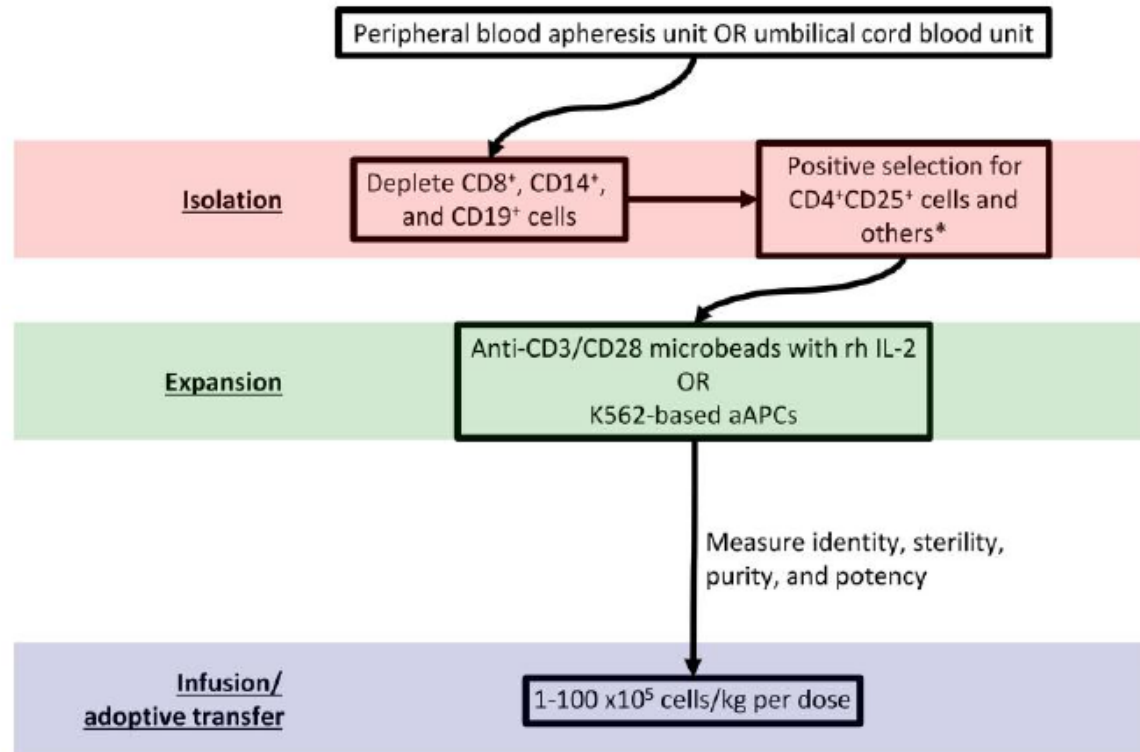 Peripheral blood apheresis unit OR umbilical cord blood unit
Isolation
Deplete CD8⁺, CD14⁺,
and CD19⁺ cells
Positive selection for
CD4⁺CD25⁺ cells and
others*
Expansion
Anti-CD3/CD28 microbeads with rh IL-2
OR
K562-based aAPCs
Measure identity, sterility,
purity, and potency
Infusion/
adoptive transfer
1-100 x10⁵ cells/kg per dose